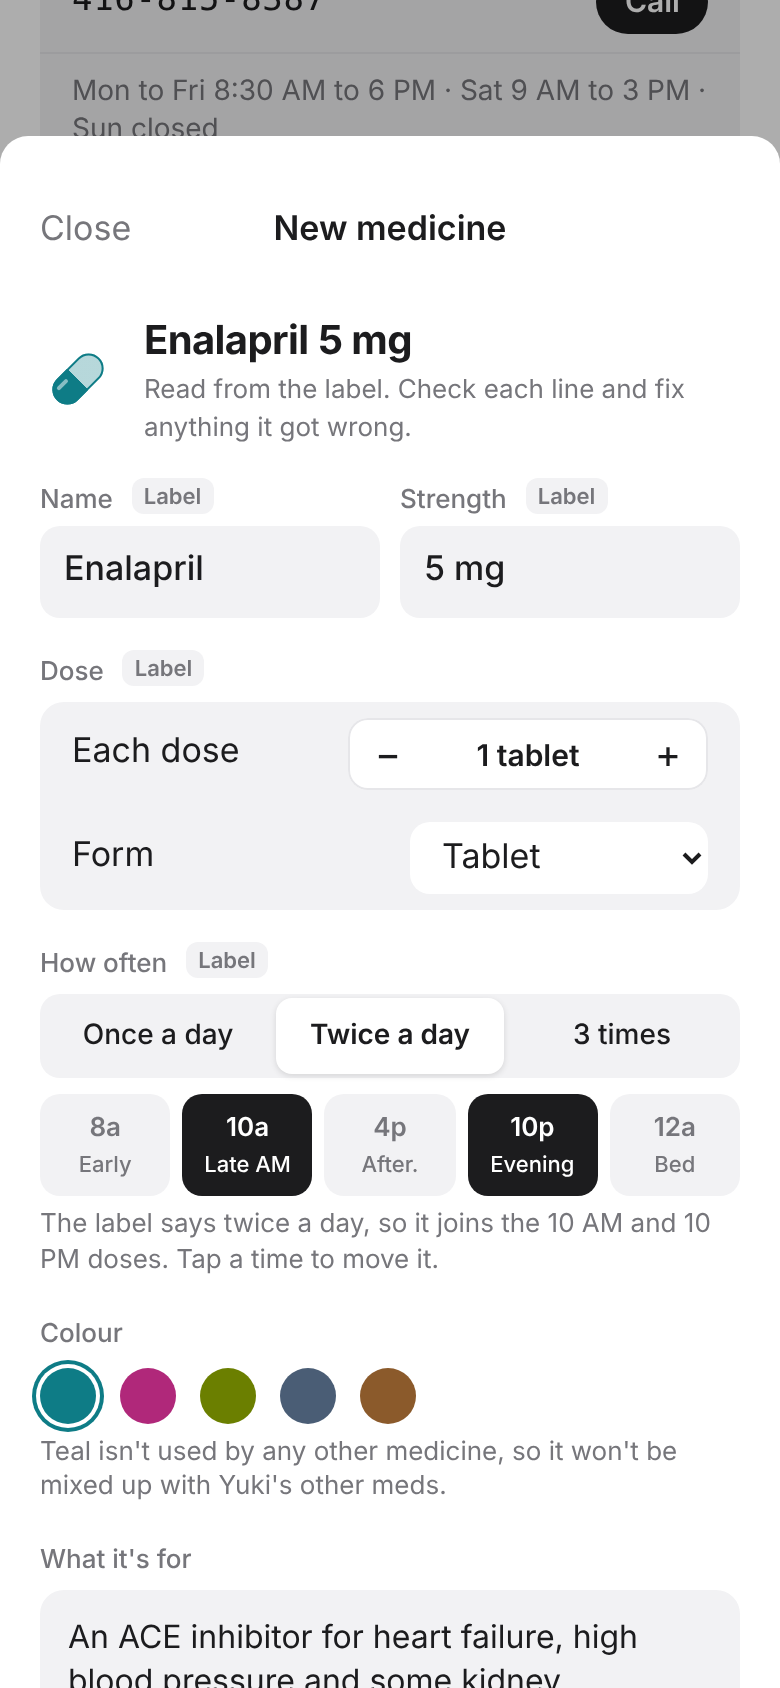 Call
Mon to Fri 8:30 AM to 6 PM · Sat 9 AM to 3 PM ·
Sun closed
Close
New medicine
Enalapril 5 mg
Read from the label. Check each line and fix
anything it got wrong.
Name Label
Strength Label
Enalapril
5 mg
Dose Label
Each dose
− 1 tablet +
Form
Tablet
How often Label
Once a day
Twice a day
3 times
8a
Early
10a
Late AM
4p
After.
10p
Evening
12a
Bed
The label says twice a day, so it joins the 10 AM and 10
PM doses. Tap a time to move it.
Colour
Teal isn't used by any other medicine, so it won't be
mixed up with Yuki's other meds.
What it's for
An ACE inhibitor for heart failure, high
blood pressure and some kidney